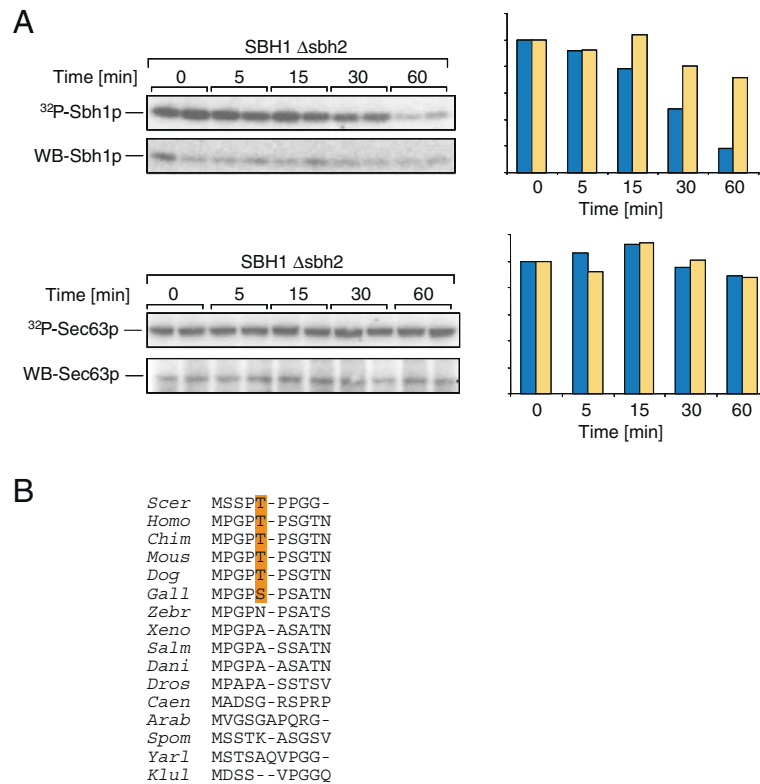 A
SBH1 Δsbh2
Time [min] 0 5 15 30 60
³²P-Sbh1p
WB-Sbh1p
0 5 15 30 60
Time [min]
SBH1 Δsbh2
Time [min] 0 5 15 30 60
³²P-Sec63p
WB-Sec63p
0 5 15 30 60
Time [min]
B
Scer MSSPT-PPGG-
Homo MPGPT-PSGTN
Chim MPGPT-PSGTN
Mous MPGPT-PSGTN
Dog MPGPT-PSGTN
Gall MPGPS-PSATN
Zebr MPGPN-PSATS
Xeno MPGPA-ASATN
Salm MPGPA-SSATN
Dani MPGPA-SSATN
Dros MPAPA-SSTSV
Caen MADSG-RSPRP
Arab MVGSGAPQRG-
Spom MSSTK-ASGSV
Yarl MSTSAQVPGG-
Klul MDSS--VPGGQ